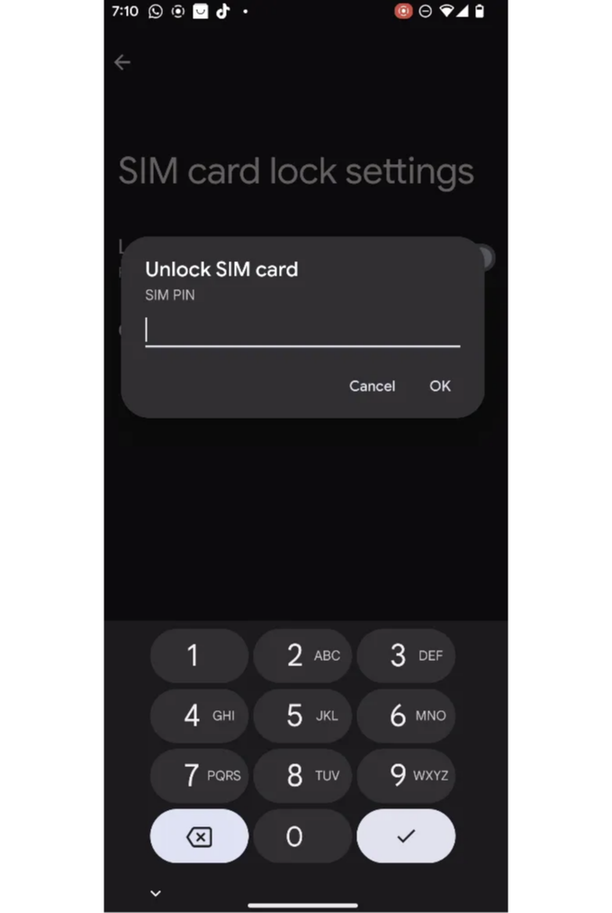 7:10
SIM card lock settings
L
Unlock SIM card
SIM PIN
Cancel OK
1 2 ABC 3 DEF
4 GHI 5 JKL 6 MNO
7 PQRS 8 TUV 9 WXYZ
0